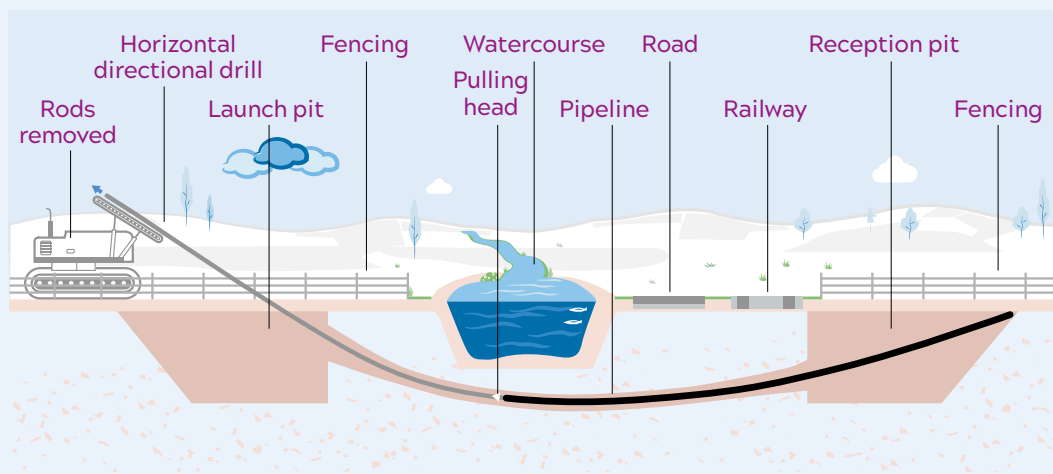 Horizontal
directional drill
Fencing
Watercourse
Road
Reception pit
Pulling
head
Rods
removed
Launch pit
Pipeline
Railway
Fencing